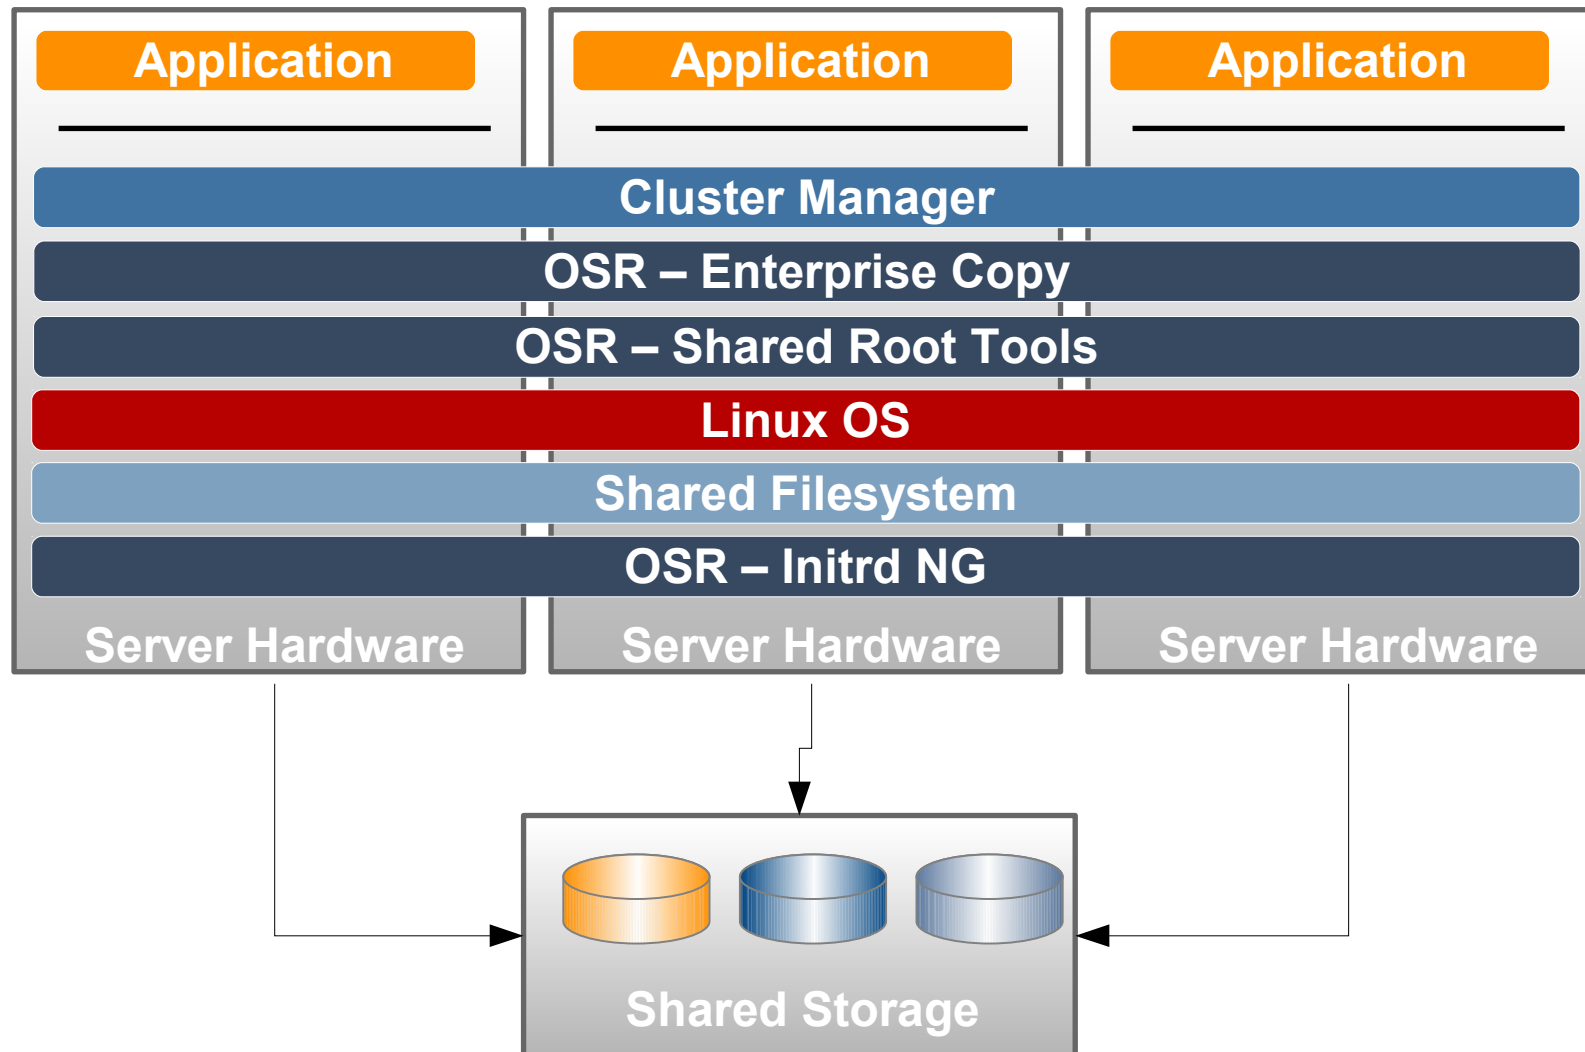 Application
Application
Application
Cluster Manager
OSR – Enterprise Copy
OSR – Shared Root Tools
Linux OS
Shared Filesystem
OSR – Initrd NG
Server Hardware
Server Hardware
Server Hardware
Shared Storage